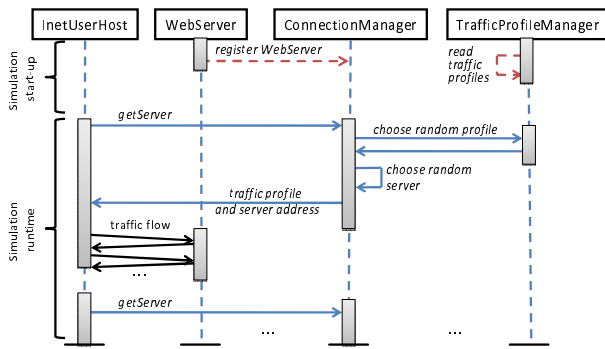 InetUserHost WebServer ConnectionManager TrafficProfileManager
Simulation
start-up
register WebServer
read
traffic
profiles
Simulation
runtime
getServer
choose random profile
choose random
server
traffic profile
and server address
traffic flow
...
getServer
... ...